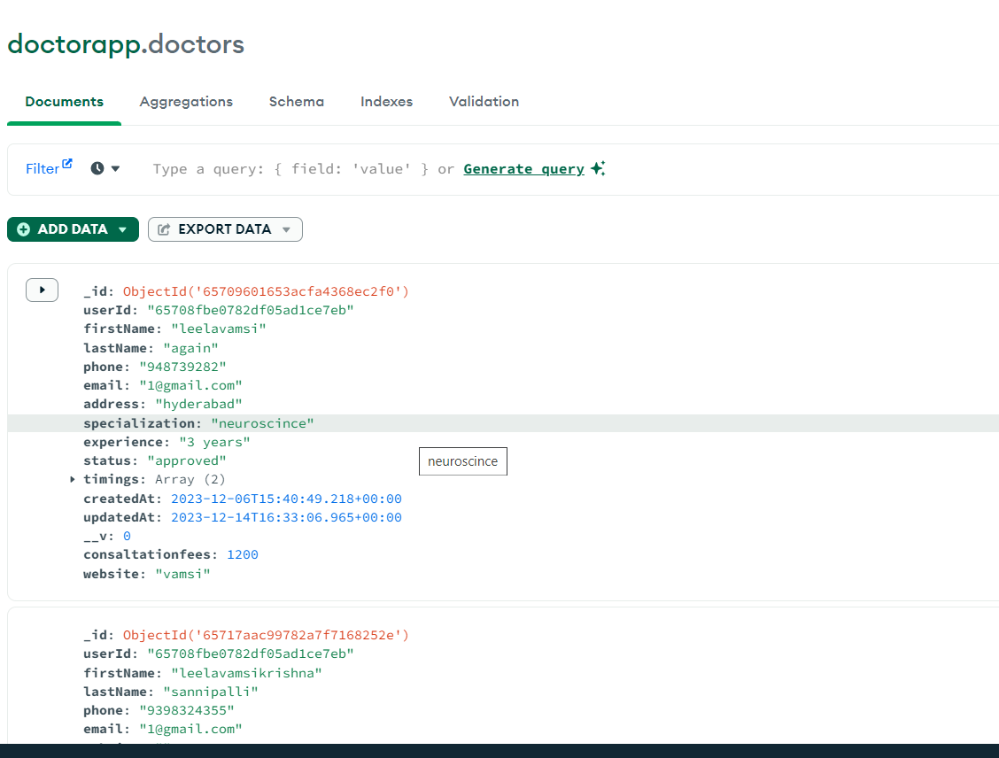 doctorapp.doctors
Documents Aggregations Schema Indexes Validation
Filter Type a query: { field: 'value' } or Generate query
ADD DATA EXPORT DATA
_id: ObjectId('65709601653acfa4368ec2f0')
userId: "65708fbe0782df05ad1ce7eb"
firstName: "leelavamsi"
lastName: "again"
phone: "948739282"
email: "1@gmail.com"
address: "hyderabad"
specialization: "neuroscince"
experience: "3 years"
status: "approved"
neuroscince
timings: Array (2)
createdAt: 2023-12-06T15:40:49.218+00:00
updatedAt: 2023-12-14T16:33:06.965+00:00
__v: 0
consaltationfees: 1200
website: "vamsi"
_id: ObjectId('65717aac99782a7f7168252e')
userId: "65708fbe0782df05ad1ce7eb"
firstName: "leelavamsikrishna"
lastName: "sannipalli"
phone: "9398324355"
email: "1@gmail.com"